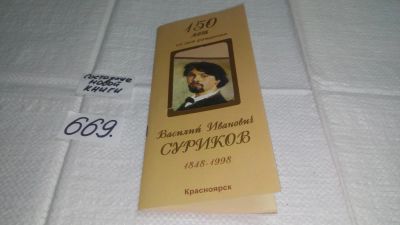 состояние
новой
книги
669.
150
лет
со дня рождения
Василий Иванович
СУРИКОВ
1848-1998
Красноярск